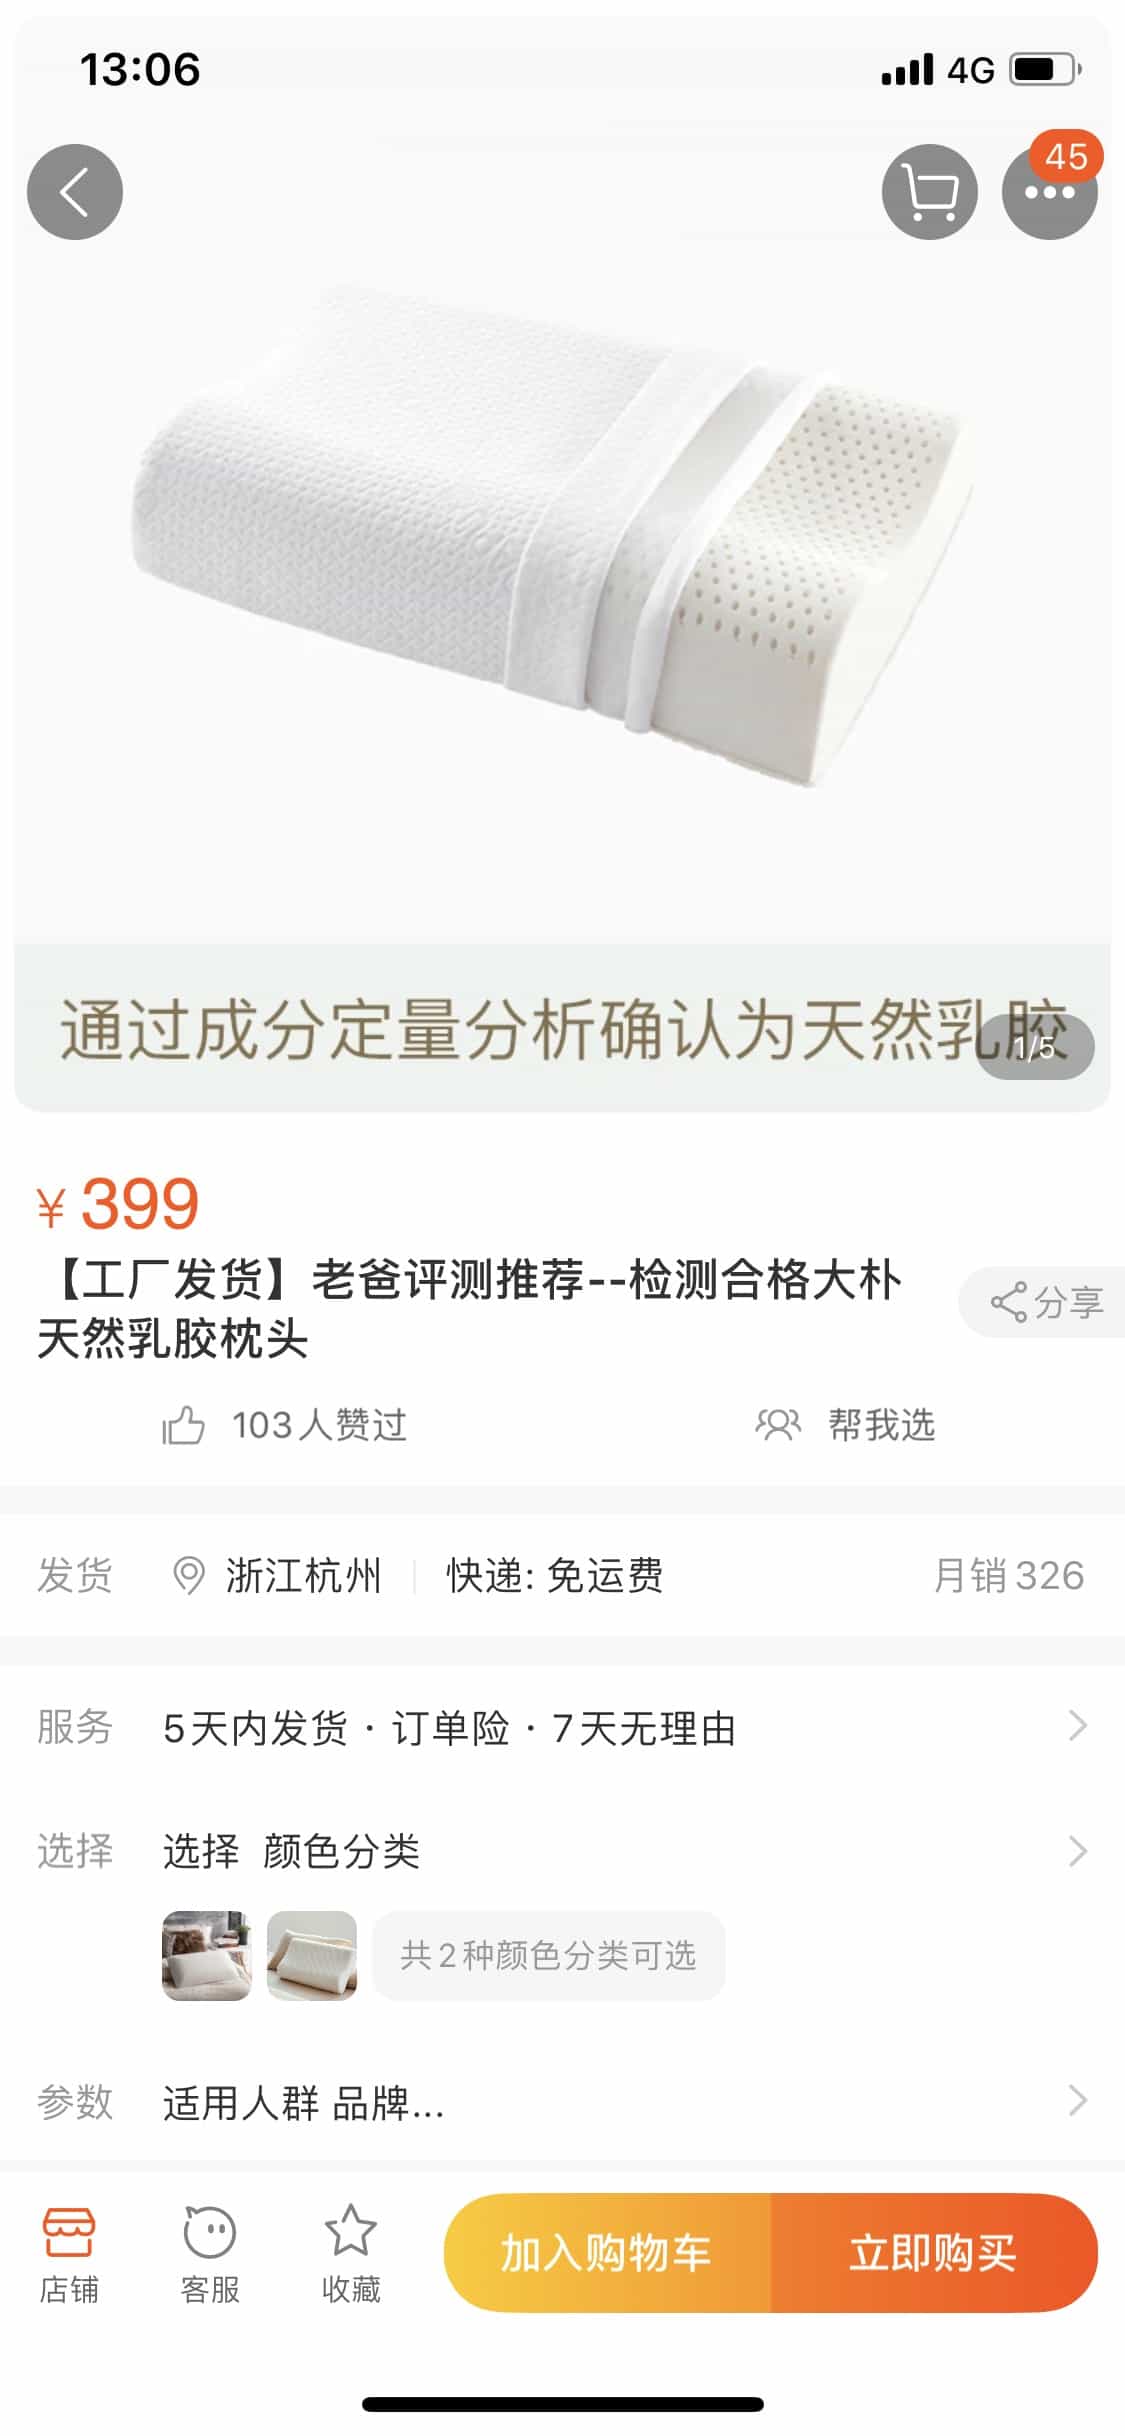 13:06
4G
45
通过成分定量分析确认为天然乳胶
1/5
¥399
【工厂发货】老爸评测推荐--检测合格大朴
天然乳胶枕头
分享
103人赞过
帮我选
发货 浙江杭州 快递: 免运费 月销326
服务 5天内发货 · 订单险 · 7天无理由
选择 选择 颜色分类
共2种颜色分类可选
参数 适用人群 品牌...
店铺 客服 收藏
加入购物车 立即购买